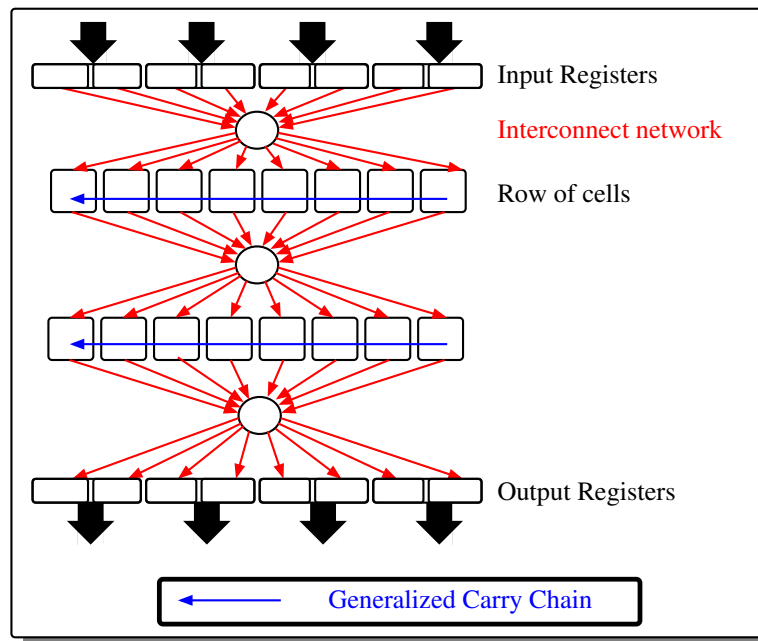 Input Registers
Interconnect network
Row of cells
Output Registers
Generalized Carry Chain